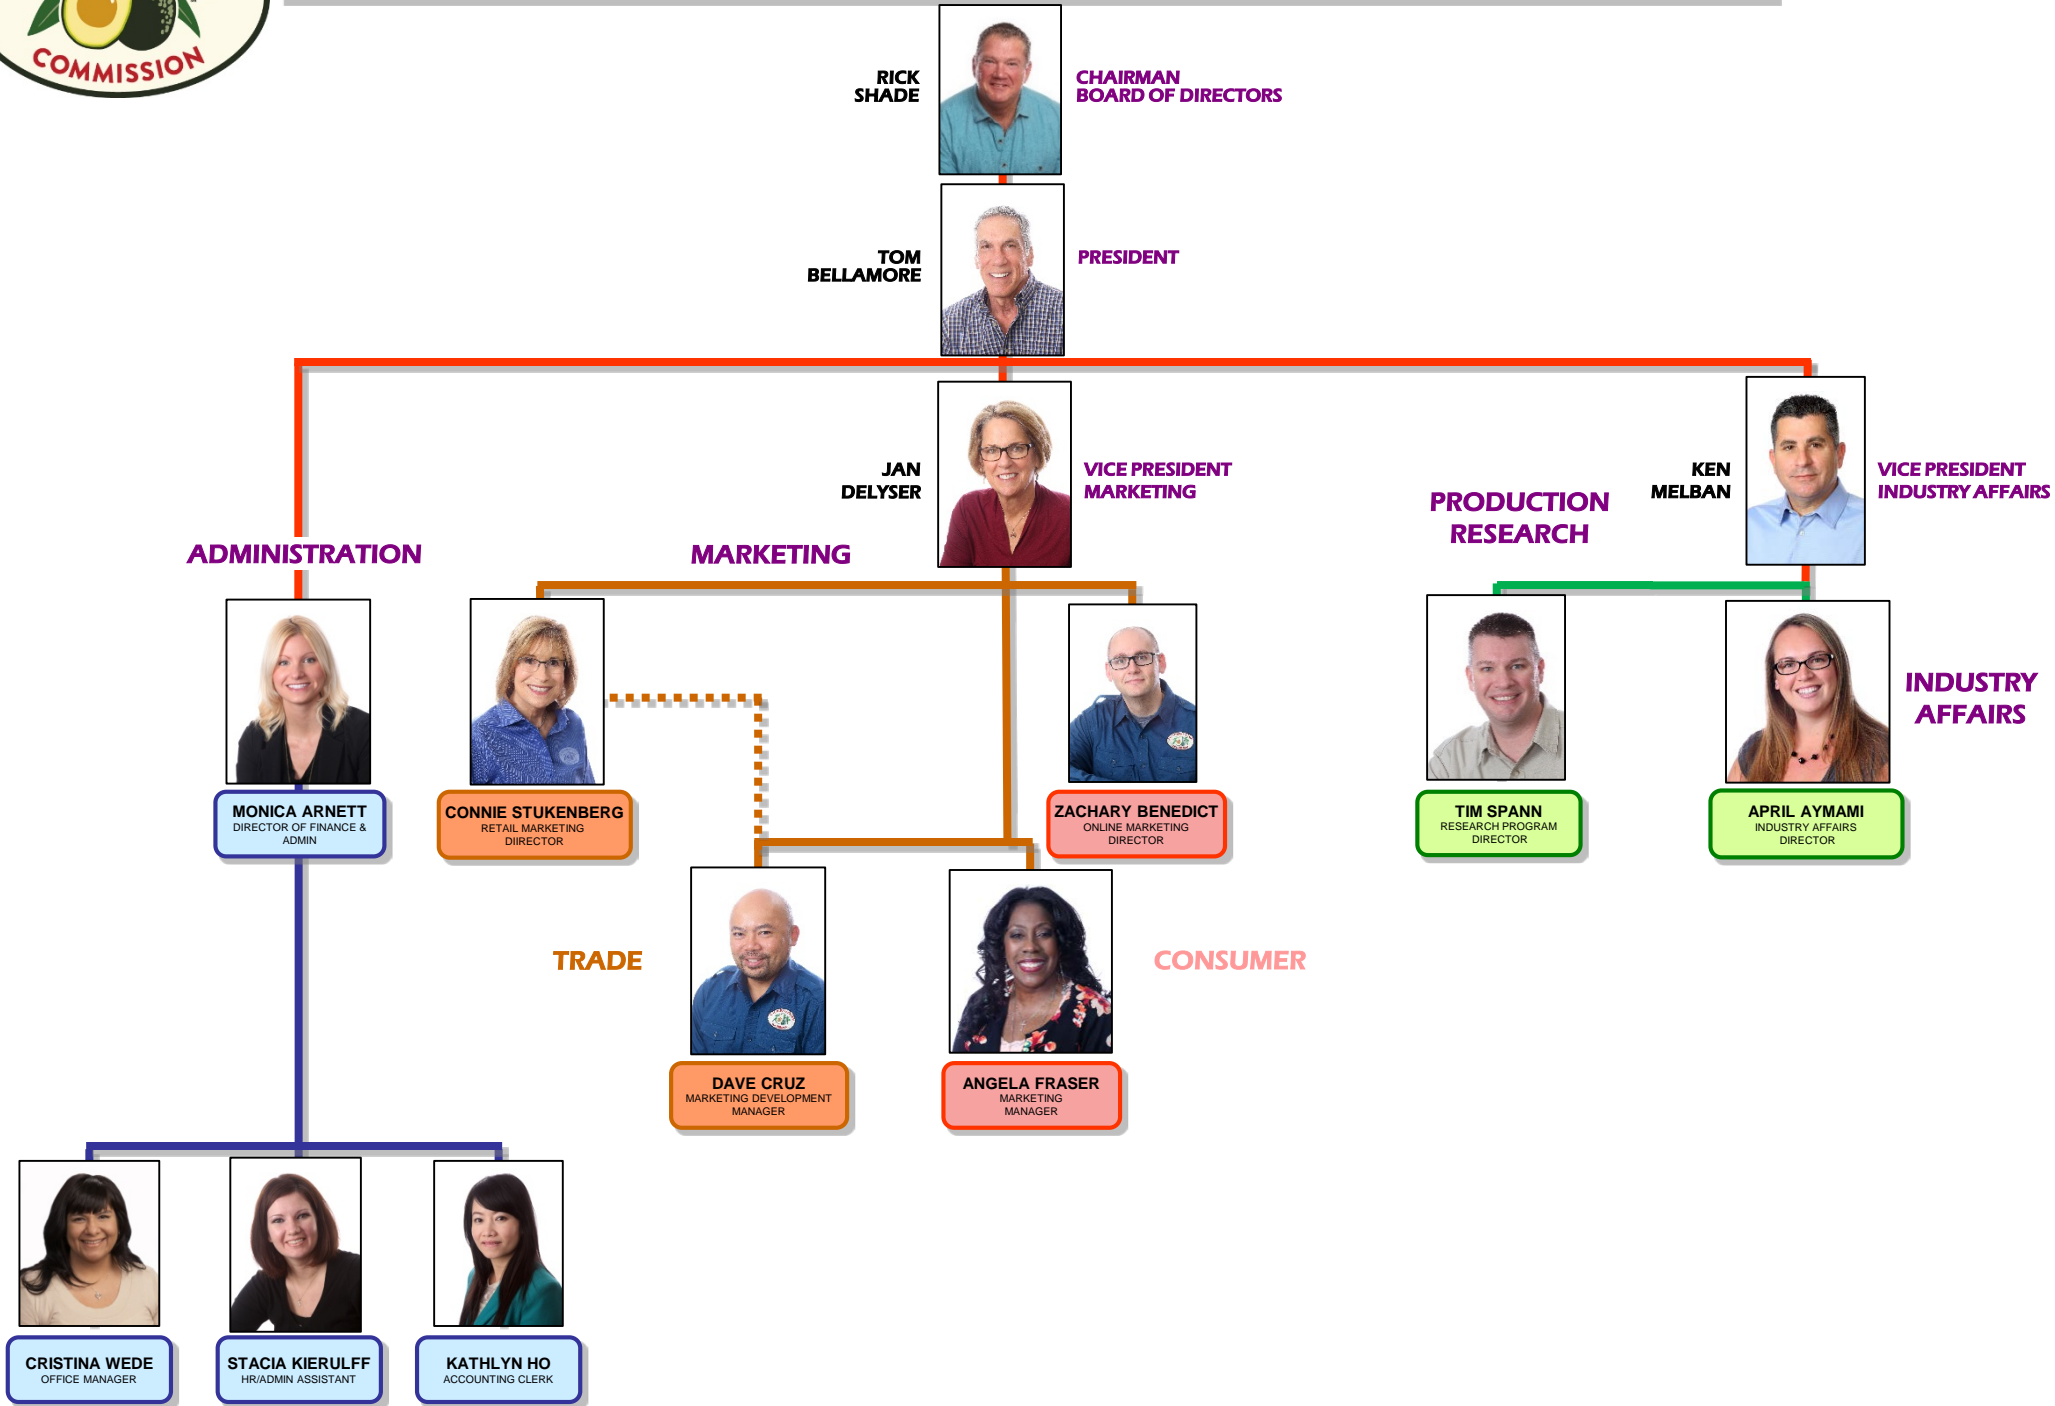 COMMISSION
RICK
SHADE
CHAIRMAN
BOARD OF DIRECTORS
TOM
BELLAMORE
PRESIDENT
JAN
DELYSER
VICE PRESIDENT
MARKETING
KEN
MELBAN
VICE PRESIDENT
INDUSTRY AFFAIRS
PRODUCTION
RESEARCH
ADMINISTRATION
MARKETING
INDUSTRY
AFFAIRS
MONICA ARNETT
DIRECTOR OF FINANCE &
ADMIN
CONNIE STUKENBERG
RETAIL MARKETING
DIIRECTOR
ZACHARY BENEDICT
ONLINE MARKETING
DIRECTOR
TIM SPANN
RESEARCH PROGRAM
DIRECTOR
APRIL AYMAMI
INDUSTRY AFFAIRS
DIRECTOR
TRADE
CONSUMER
DAVE CRUZ
MARKETING DEVELOPMENT
MANAGER
ANGELA FRASER
MARKETING
MANAGER
CRISTINA WEDE
OFFICE MANAGER
STACIA KIERULFF
HR/ADMIN ASSISTANT
KATHLYN HO
ACCOUNTING CLERK